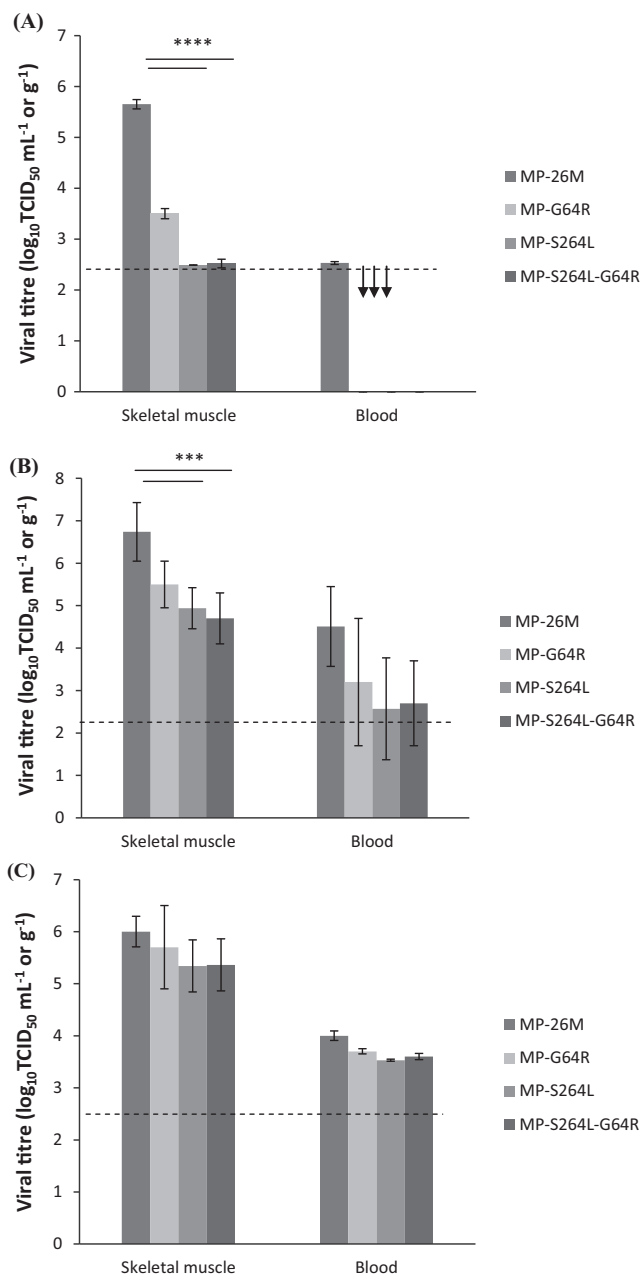 (A)
7
6
5
4
3
2
1
0
Viral titre (log₁₀TCID₅₀ mL⁻¹ or g⁻¹)
****
Skeletal muscle
Blood
MP-26M
MP-G64R
MP-S264L
MP-S264L-G64R
(B)
8
7
6
5
4
3
2
1
0
Viral titre (log₁₀TCID₅₀ mL⁻¹ or g⁻¹)
***
Skeletal muscle
Blood
MP-26M
MP-G64R
MP-S264L
MP-S264L-G64R
(C)
7
6
5
4
3
2
1
0
Viral titre (log₁₀TCID₅₀ mL⁻¹ or g⁻¹)
Skeletal muscle
Blood
MP-26M
MP-G64R
MP-S264L
MP-S264L-G64R